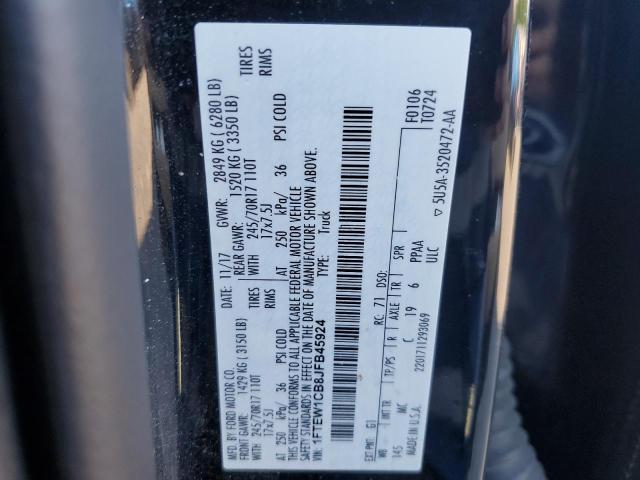 MFD. BY FORD MOTOR CO.
DATE: 11/17 GVWR: 2849 KG ( 6280 LB)
FRONT GAWR: 1429 KG ( 3150 LB) REAR GAWR: 1520 KG ( 3350 LB)
WITH 245/70R17 110T TIRES WITH 245/70R17 110T TIRES
17x7.5J RIMS 17x7.5J RIMS
AT 250 kPa/ 36 PSI COLD AT 250 kPa/ 36 PSI COLD
THIS VEHICLE CONFORMS TO ALL APPLICABLE FEDERAL MOTOR VEHICLE
STANDARDS IN EFFECT ON THE DATE OF MANUFACTURE SHOWN ABOVE.
VIN: 1FTEW1CB8JFB45924 TYPE: Truck
F0106
T0724
EXT PNT: G1 RC: 71 DSO:
WB INT TR TP/PS R AXLE TR SPR
145 MC C 19 6 PPAA
MADE IN U.S.A. 2201711293069 ULC
▽ 5U5A-3520472-AA